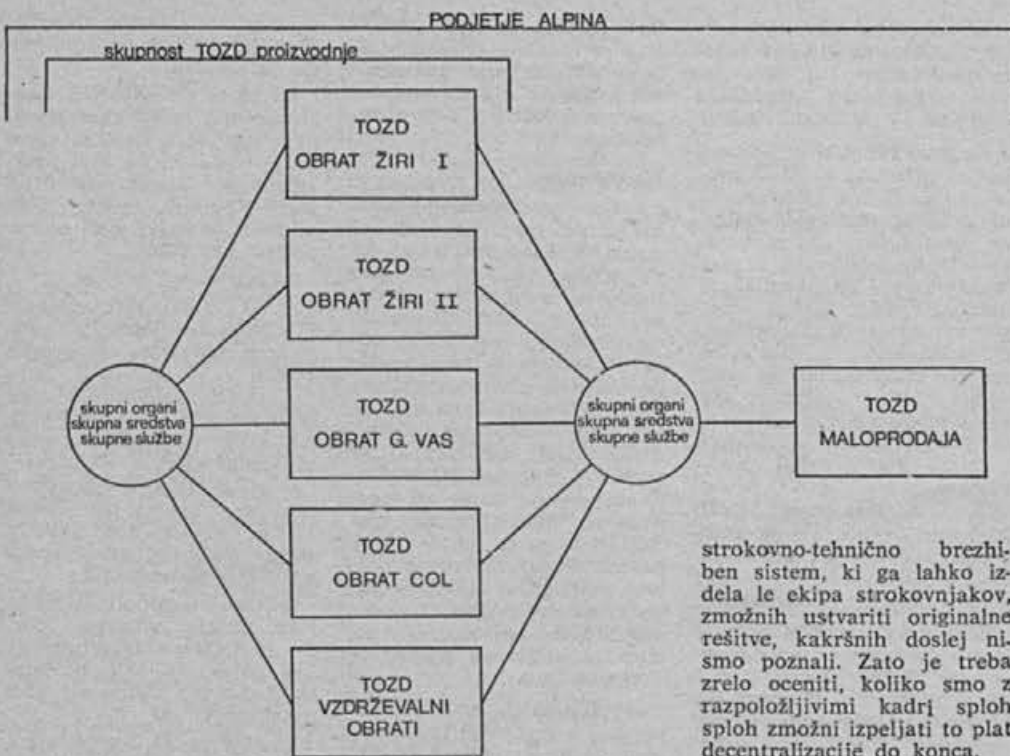 PODJETJE ALPINA
skupnost TOZD proizvodnje
TOZD
OBRAT ŽIRI I
TOZD
OBRAT ŽIRI II
skupni organi
skupna sredstva
skupne službe
TOZD
OBRAT G. VAS
skupni organi
skupna sredstva
skupne službe
TOZD
MALOPRODAJA
TOZD
OBRAT COL
TOZD
VZDRŽEVALNI
OBRATI
strokovno-tehnično brezhi-
ben sistem, ki ga lahko iz-
dela le ekipa strokovnjakov,
zmožnih ustvariti originalne
rešitve, kakršnih doslej ni-
smo poznali. Zato je treba
zrelo oceniti, koliko smo z
razpoložljivimi kadri sploh
sploh zmožni izpeljati to plat
decentralizacije do konca.